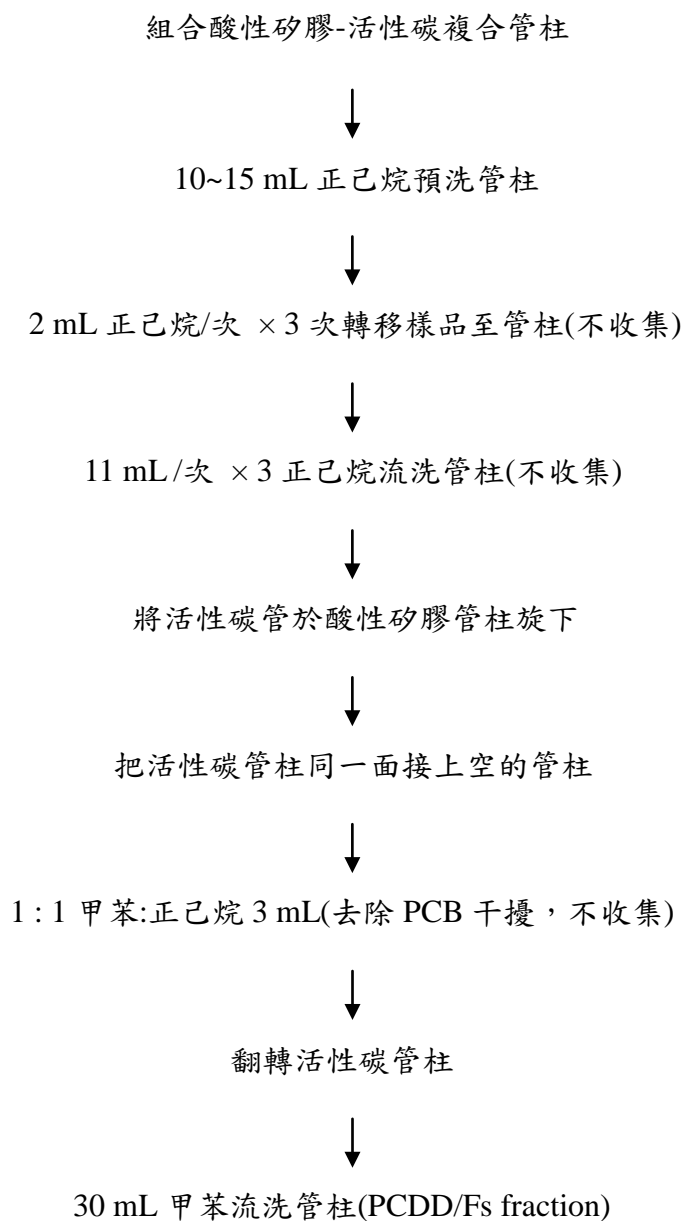 組合酸性矽膠-活性碳複合管柱
10~15 mL 正己烷預洗管柱
2 mL 正己烷/次 × 3 次轉移樣品至管柱(不收集)
11 mL /次 × 3 正己烷流洗管柱(不收集)
將活性碳管於酸性矽膠管柱旋下
把活性碳管柱同一面接上空的管柱
1 : 1 甲苯:正己烷 3 mL(去除 PCB 干擾，不收集)
翻轉活性碳管柱
30 mL 甲苯流洗管柱(PCDD/Fs fraction)